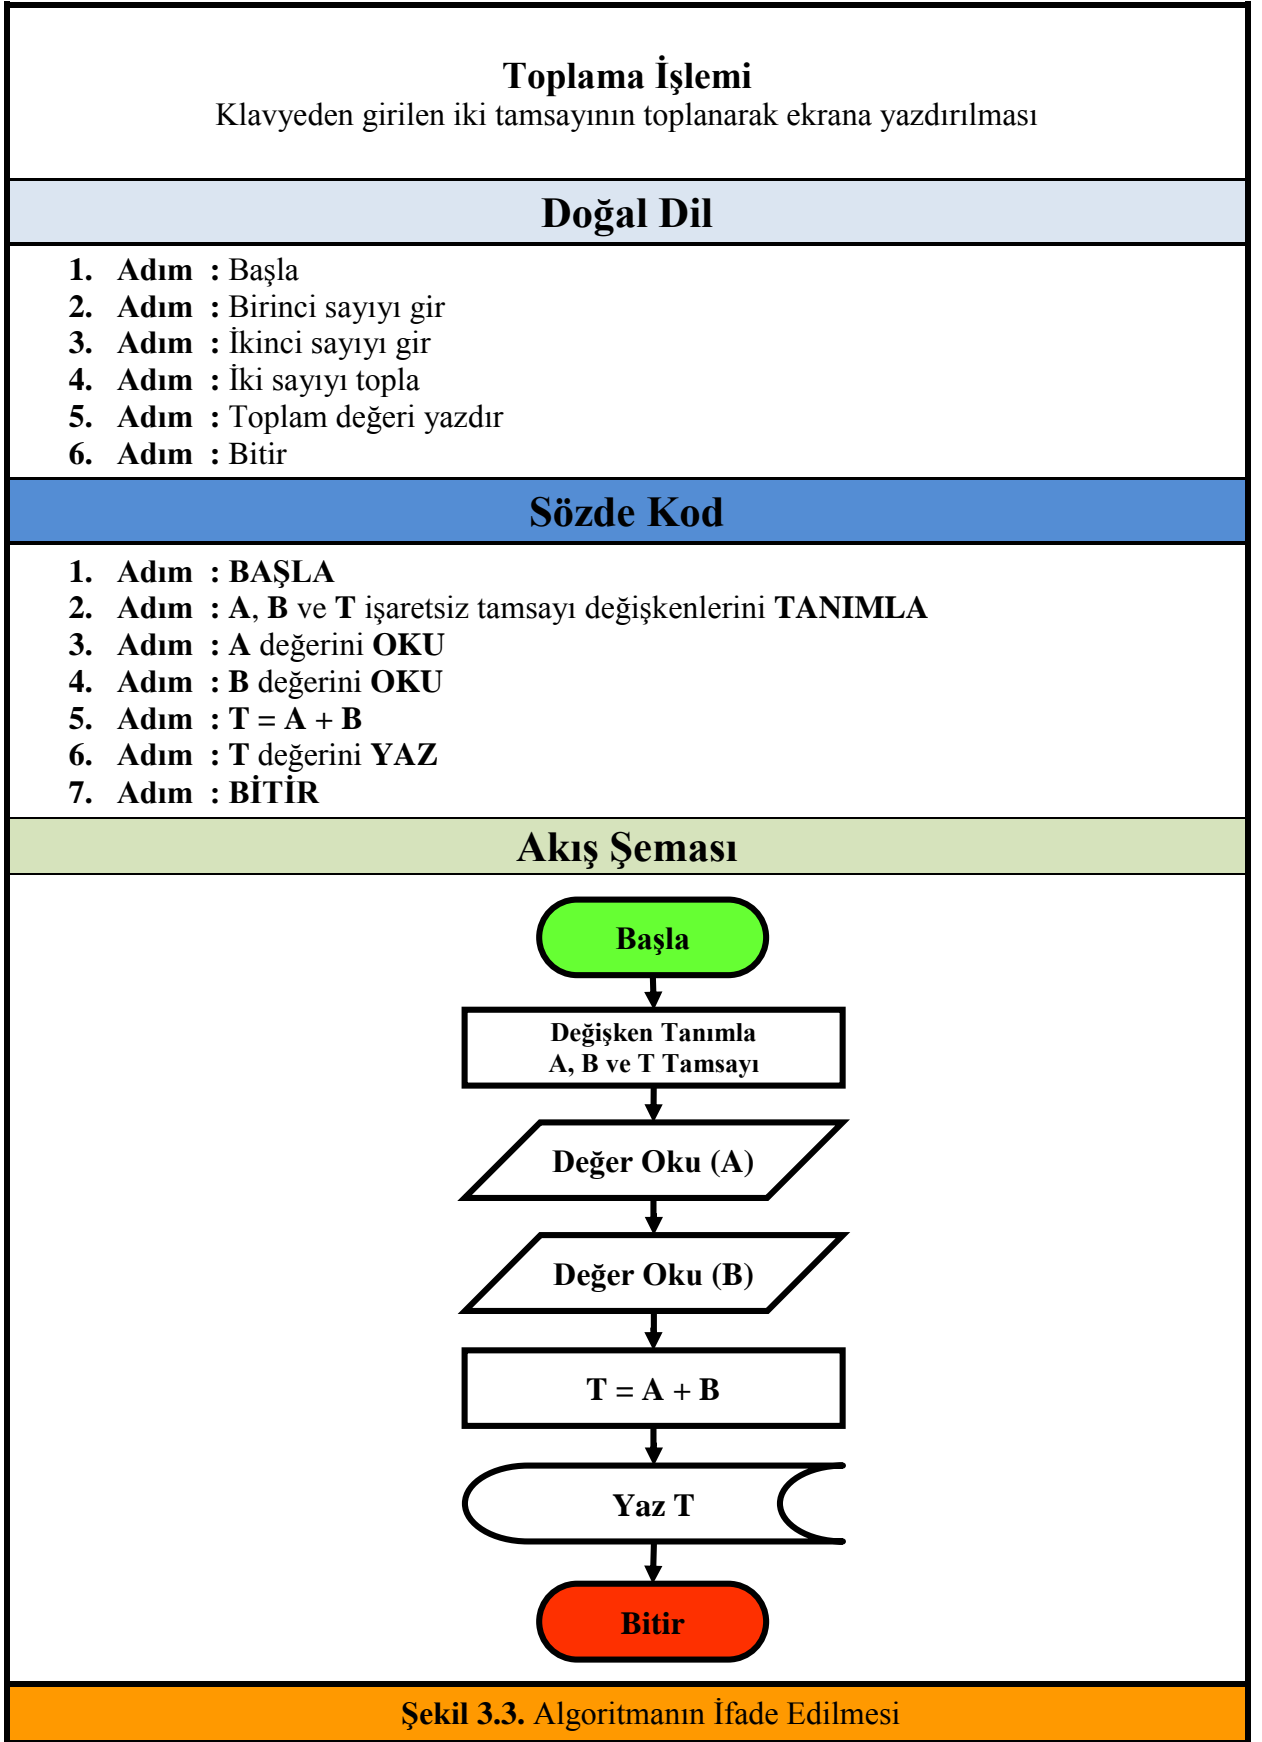 Toplama İşlemi
Klavyeden girilen iki tamsayının toplanarak ekrana yazdırılması
Doğal Dil
1. Adım : Başla
2. Adım : Birinci sayıyı gir
3. Adım : İkinci sayıyı gir
4. Adım : İki sayıyı topla
5. Adım : Toplam değeri yazdır
6. Adım : Bitir
Sözde Kod
1. Adım : BAŞLA
2. Adım : A, B ve T işaretsiz tamsayı değişkenlerini TANIMLA
3. Adım : A değerini OKU
4. Adım : B değerini OKU
5. Adım : T = A + B
6. Adım : T değerini YAZ
7. Adım : BİTİR
Akış Şeması
Başla
Değişken Tanımla
A, B ve T Tamsayı
Değer Oku (A)
Değer Oku (B)
T = A + B
Yaz T
Bitir
Şekil 3.3. Algoritmanın İfade Edilmesi